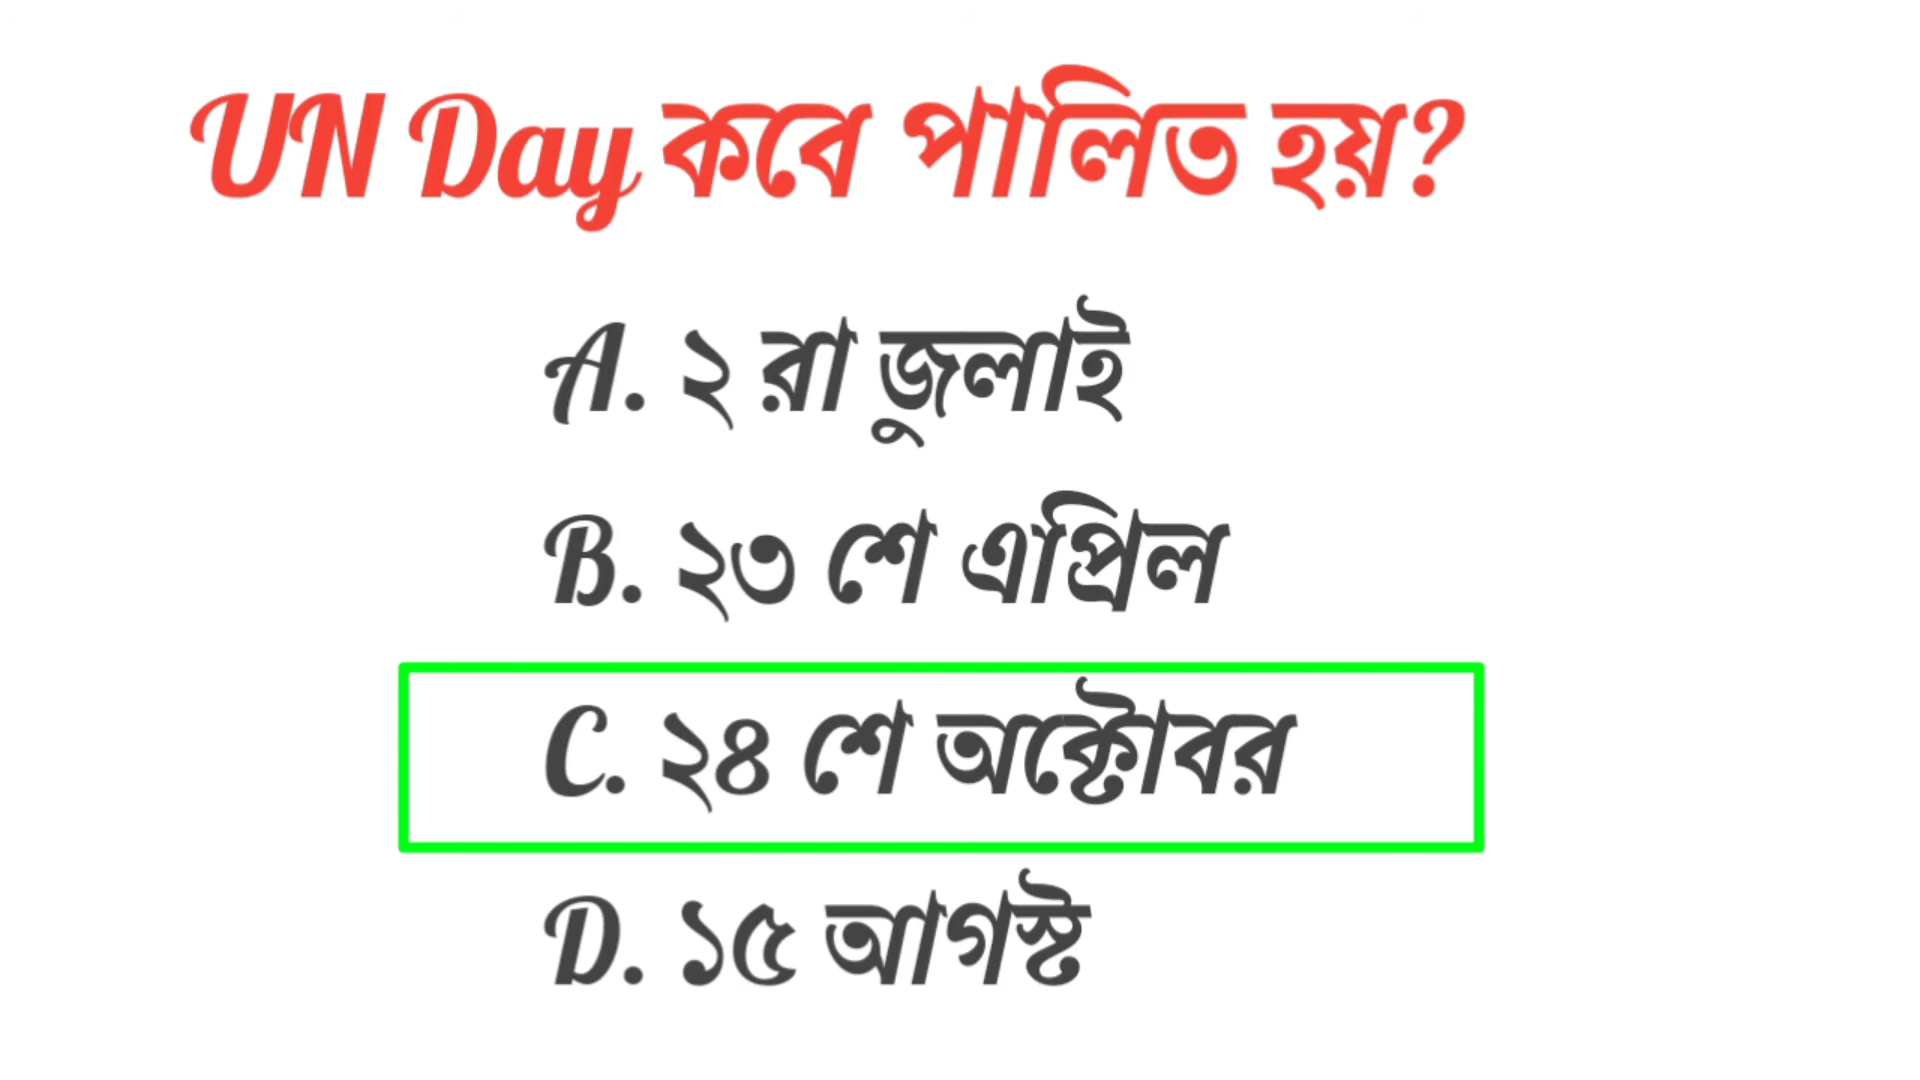 UN Day কবে পালিত হয়?
A. ২ রা জুলাই
B. ২৩ শে এপ্রিল
C. ২৪ শে অক্টোবর
D. ১৫ আগস্ট